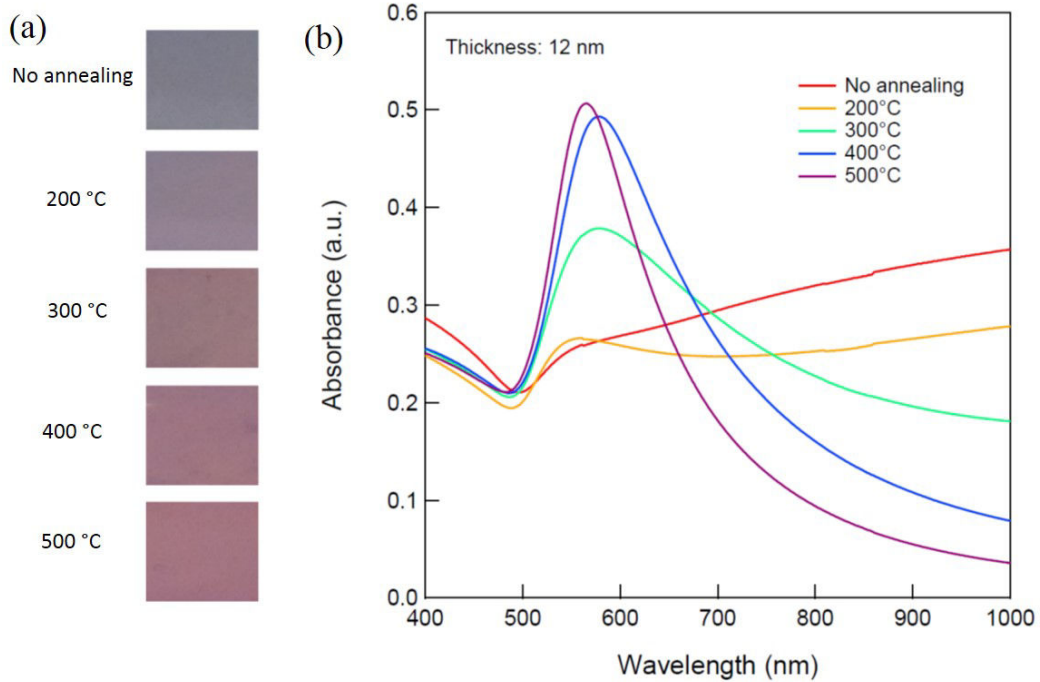 (a)
No annealing
200 °C
300 °C
400 °C
500 °C
(b)
Thickness: 12 nm
No annealing
200°C
300°C
400°C
500°C
Absorbance (a.u.)
0.6
0.5
0.4
0.3
0.2
0.1
0.0
400 500 600 700 800 900 1000
Wavelength (nm)